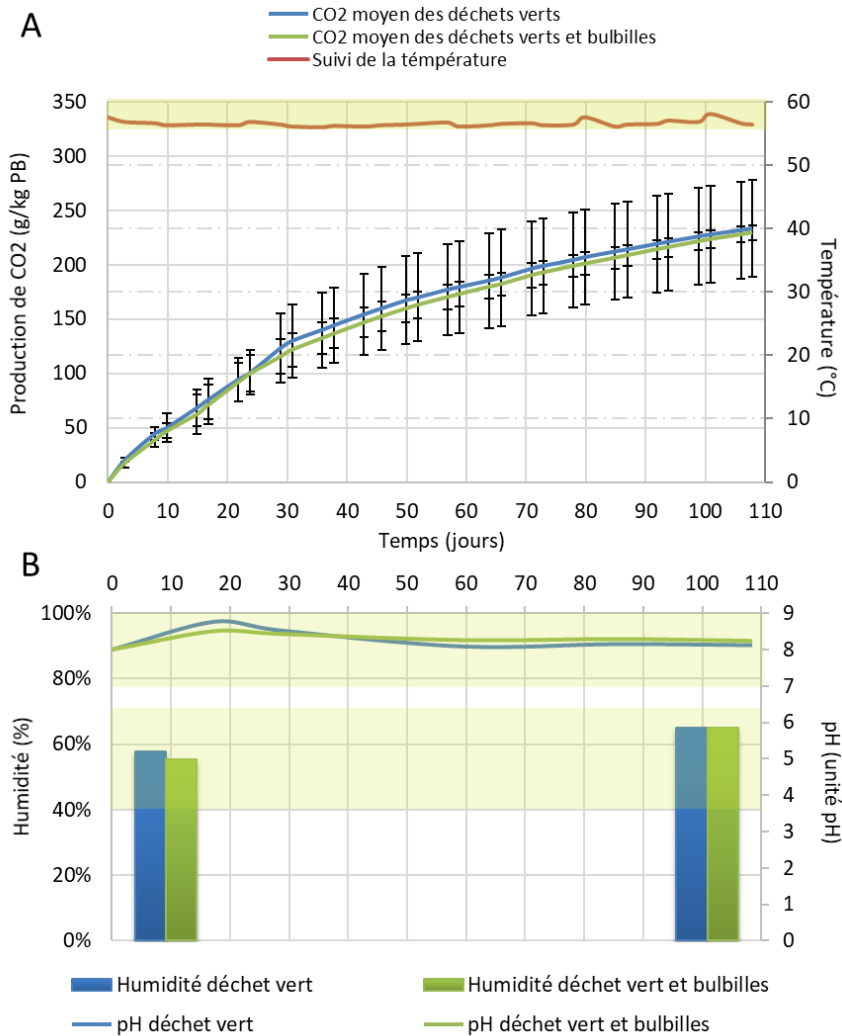 A
CO2 moyen des déchets verts
CO2 moyen des déchets verts et bulbilles
Suivi de la témpérature
350
300
250
200
150
100
50
0
Production de CO2 (g/kg PB)
60
50
40
30
20
10
0
Température (°C)
0 10 20 30 40 50 60 70 80 90 100 110
Temps (jours)
B
0 10 20 30 40 50 60 70 80 90 100 110
100%
80%
60%
40%
20%
0%
Humidité (%)
9
8
7
6
5
4
3
2
1
0
pH (unité pH)
Humidité déchet vert
Humidité déchet vert et bulbilles
pH déchet vert
pH déchet vert et bulbilles